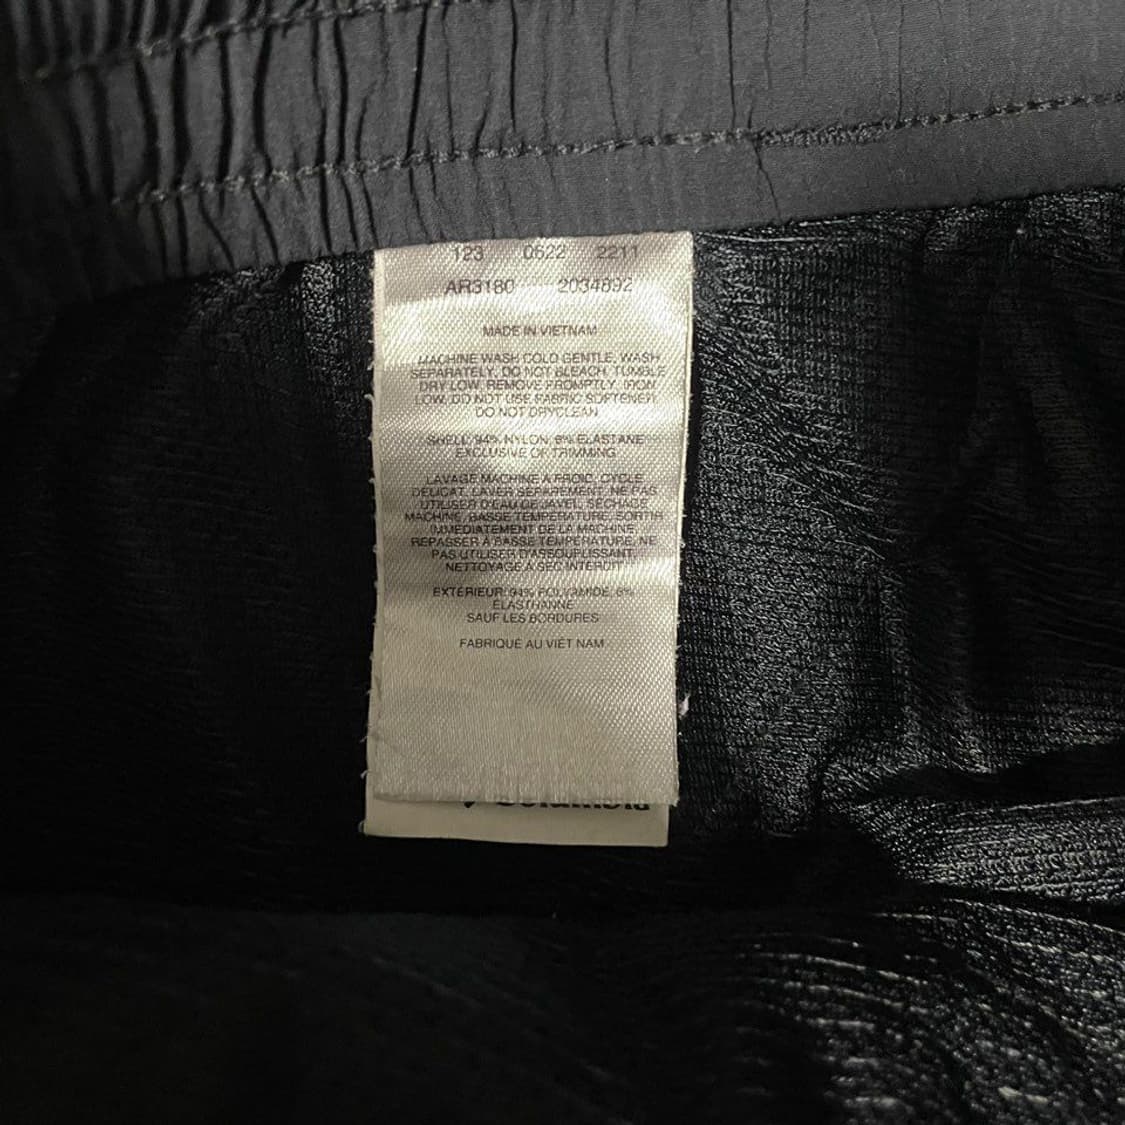 123 0622 2211
AR3180 2034892
MADE IN VIETNAM
MACHINE WASH COLD GENTLE, WASH
SEPARATELY, DO NOT BLEACH, TUMBLE
DRY LOW, REMOVE PROMPTLY, IRON
LOW, DO NOT USE FABRIC SOFTENER,
DO NOT DRYCLEAN
SHELL: 94% NYLON, 6% ELASTANE
EXCLUSIVE OF TRIMMING
LAVAGE MACHINE A FROID, CYCLE
DÉLICAT, LAVER SÉPARÉMENT, NE PAS
UTILISER D'EAU DE JAVEL, SÉCHAGE
MACHINE, BASSE TEMPÉRATURE, SORTIR
IMMÉDIATEMENT DE LA MACHINE,
REPASSER À BASSE TEMPÉRATURE, NE
PAS UTILISER D'ASSOUPLISSANT,
NETTOYAGE À SEC INTERDIT
EXTÉRIEUR: 94% POLYAMIDE, 6%
ÉLASTHANNE
SAUF LES BORDURES
FABRIQUÉ AU VIÊT NAM
Columbia